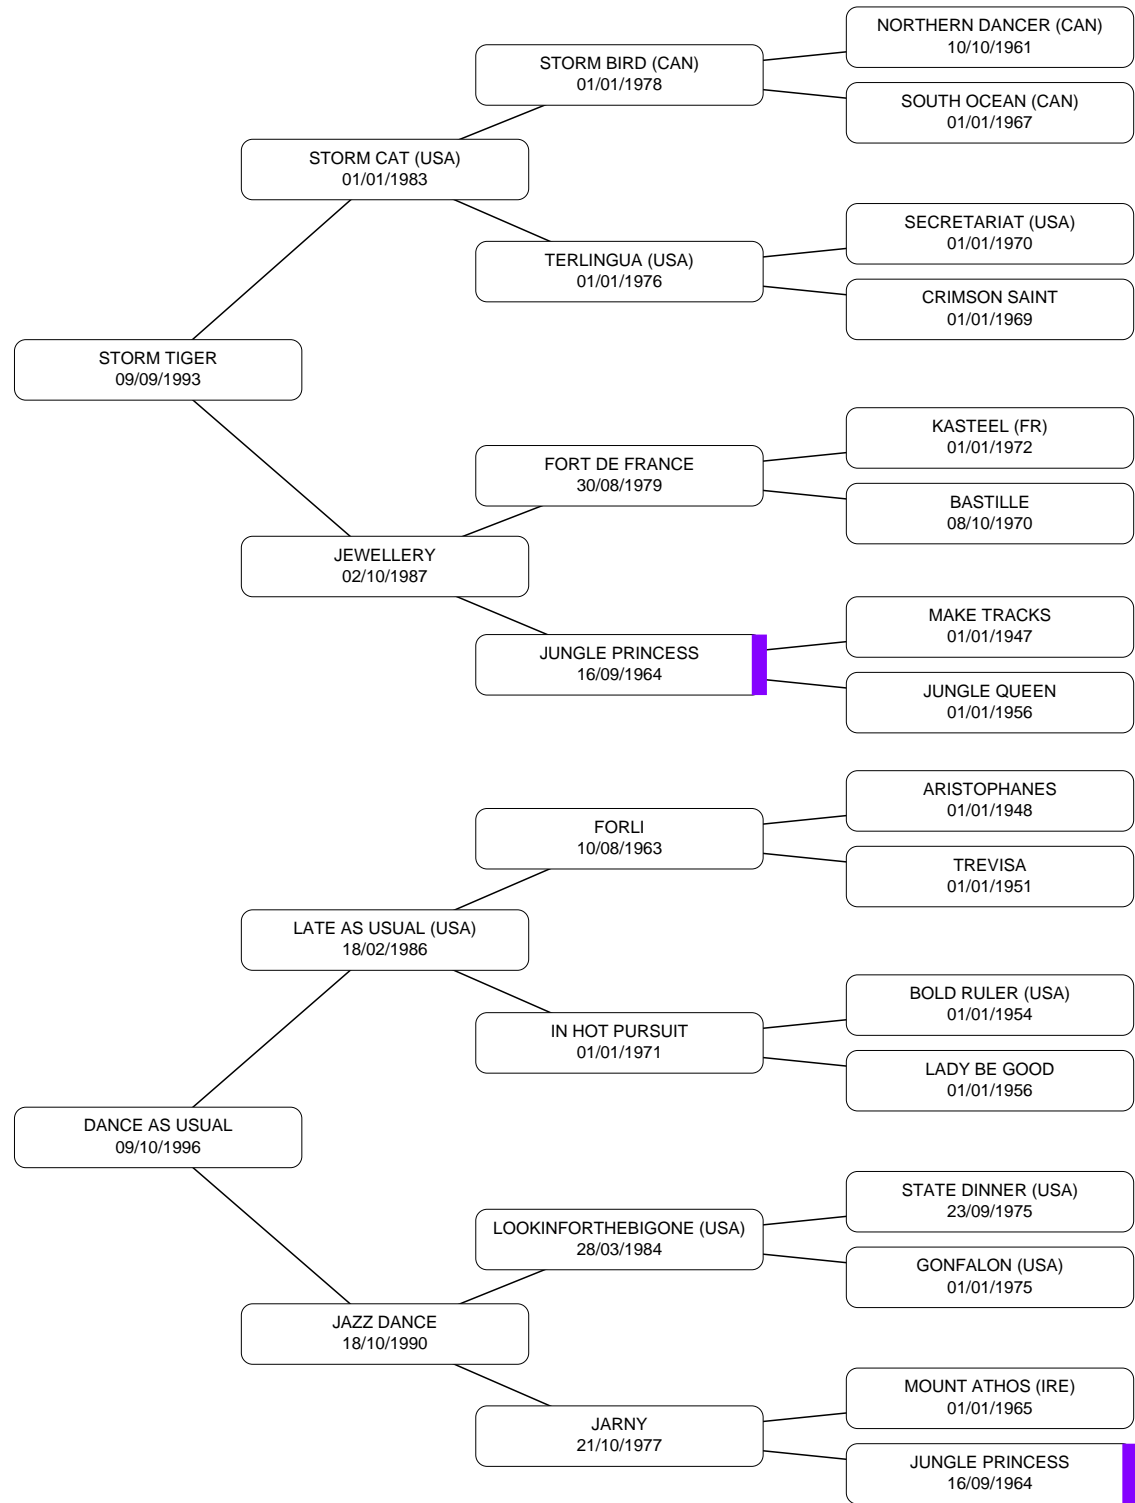 NORTHERN DANCER (CAN)
10/10/1961
STORM BIRD (CAN)
01/01/1978
SOUTH OCEAN (CAN)
01/01/1967
STORM CAT (USA)
01/01/1983
SECRETARIAT (USA)
01/01/1970
TERLINGUA (USA)
01/01/1976
CRIMSON SAINT
01/01/1969
STORM TIGER
09/09/1993
KASTEEL (FR)
01/01/1972
FORT DE FRANCE
30/08/1979
BASTILLE
08/10/1970
JEWELLERY
02/10/1987
MAKE TRACKS
01/01/1947
JUNGLE PRINCESS
16/09/1964
JUNGLE QUEEN
01/01/1956
ARISTOPHANES
01/01/1948
FORLI
10/08/1963
TREVISA
01/01/1951
LATE AS USUAL (USA)
18/02/1986
BOLD RULER (USA)
01/01/1954
IN HOT PURSUIT
01/01/1971
LADY BE GOOD
01/01/1956
DANCE AS USUAL
09/10/1996
STATE DINNER (USA)
23/09/1975
LOOKINFORTHEBIGONE (USA)
28/03/1984
GONFALON (USA)
01/01/1975
JAZZ DANCE
18/10/1990
MOUNT ATHOS (IRE)
01/01/1965
JARNY
21/10/1977
JUNGLE PRINCESS
16/09/1964